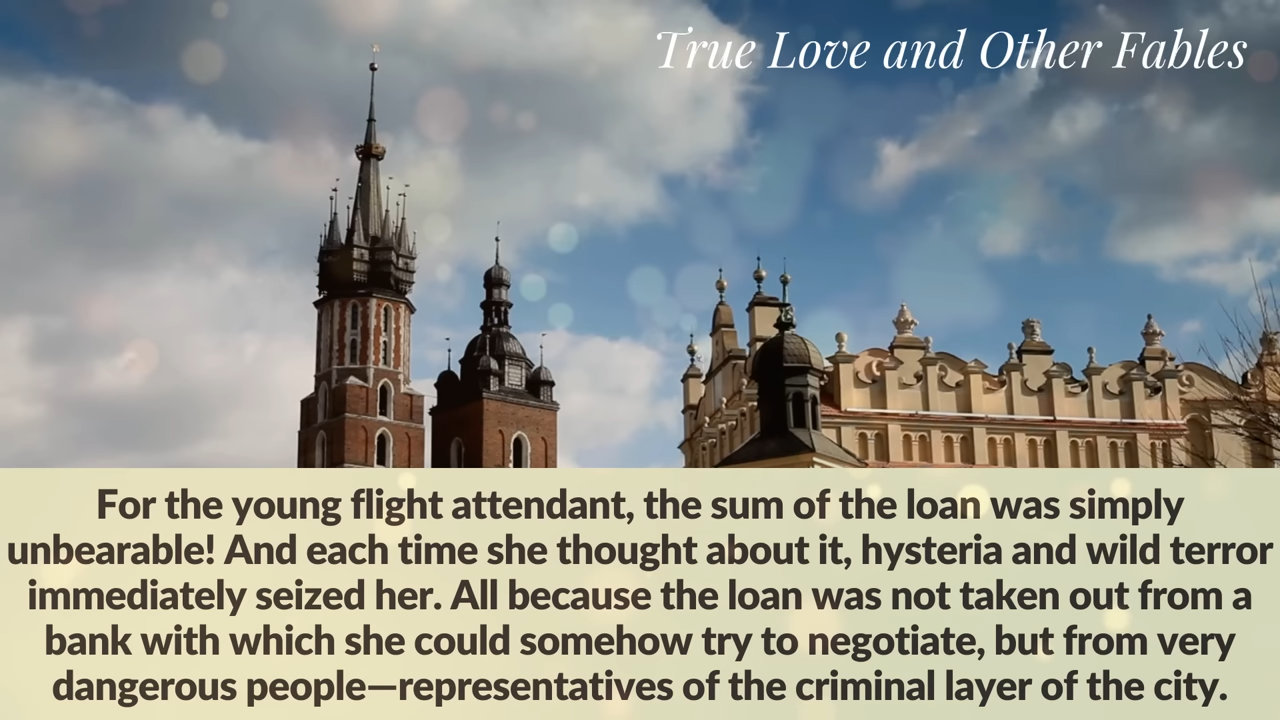 True Love and Other Fables
For the young flight attendant, the sum of the loan was simply
unbearable! And each time she thought about it, hysteria and wild terror
immediately seized her. All because the loan was not taken out from a
bank with which she could somehow try to negotiate, but from very
dangerous people—representatives of the criminal layer of the city.